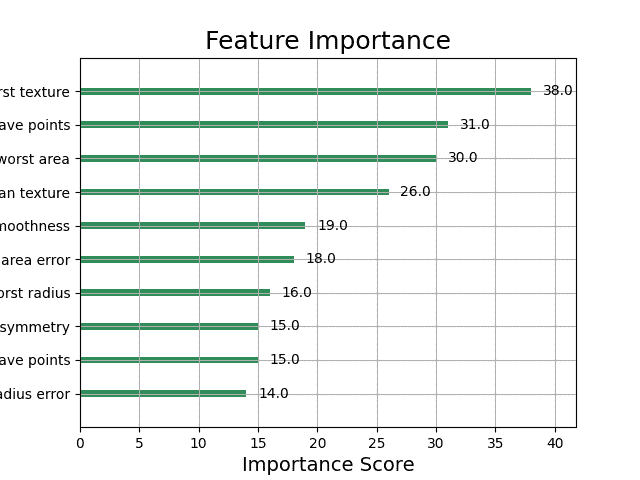 Feature Importance
rst texture 38.0
ave points 31.0
worst area 30.0
an texture 26.0
moothness 19.0
area error 18.0
orst radius 16.0
symmetry 15.0
ave points 15.0
adius error 14.0
0 5 10 15 20 25 30 35 40
Importance Score